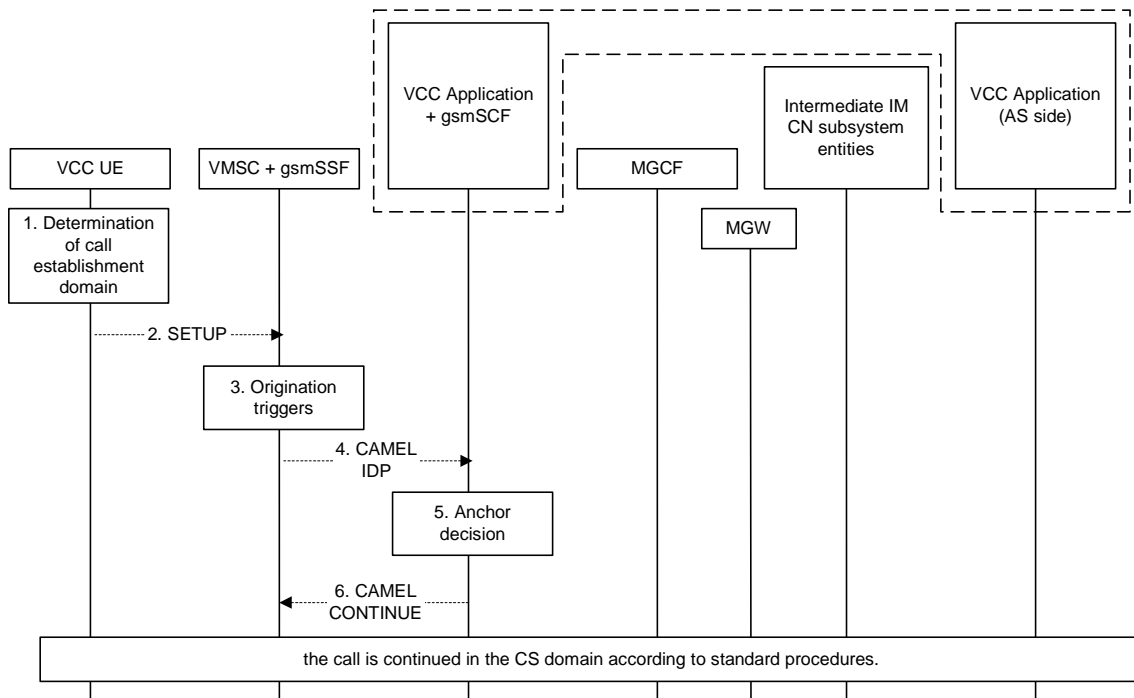 VCC Application
+ gsmSCF
Intermediate IM
CN subsystem
entities
VCC Application
(AS side)
VCC UE
VMSC + gsmSSF
MGCF
MGW
1. Determination
of call
establishment
domain
2. SETUP
3. Origination
triggers
4. CAMEL
IDP
5. Anchor
decision
6. CAMEL
CONTINUE
the call is continued in the CS domain according to standard procedures.